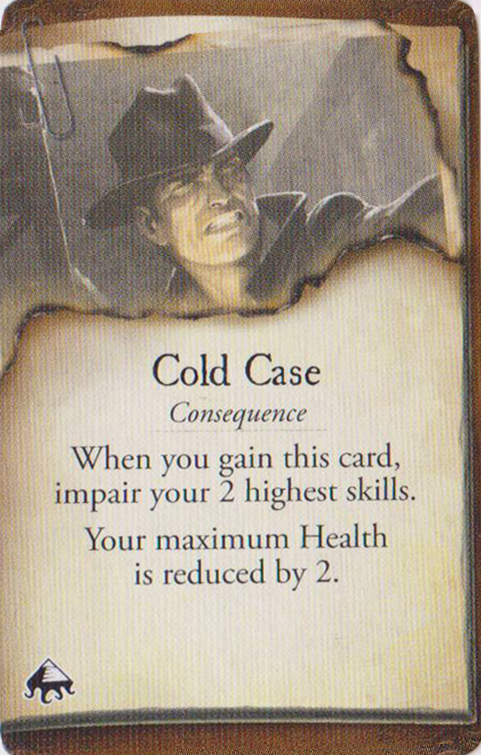 Cold Case
Consequence
When you gain this card,
impair your 2 highest skills.
Your maximum Health
is reduced by 2.